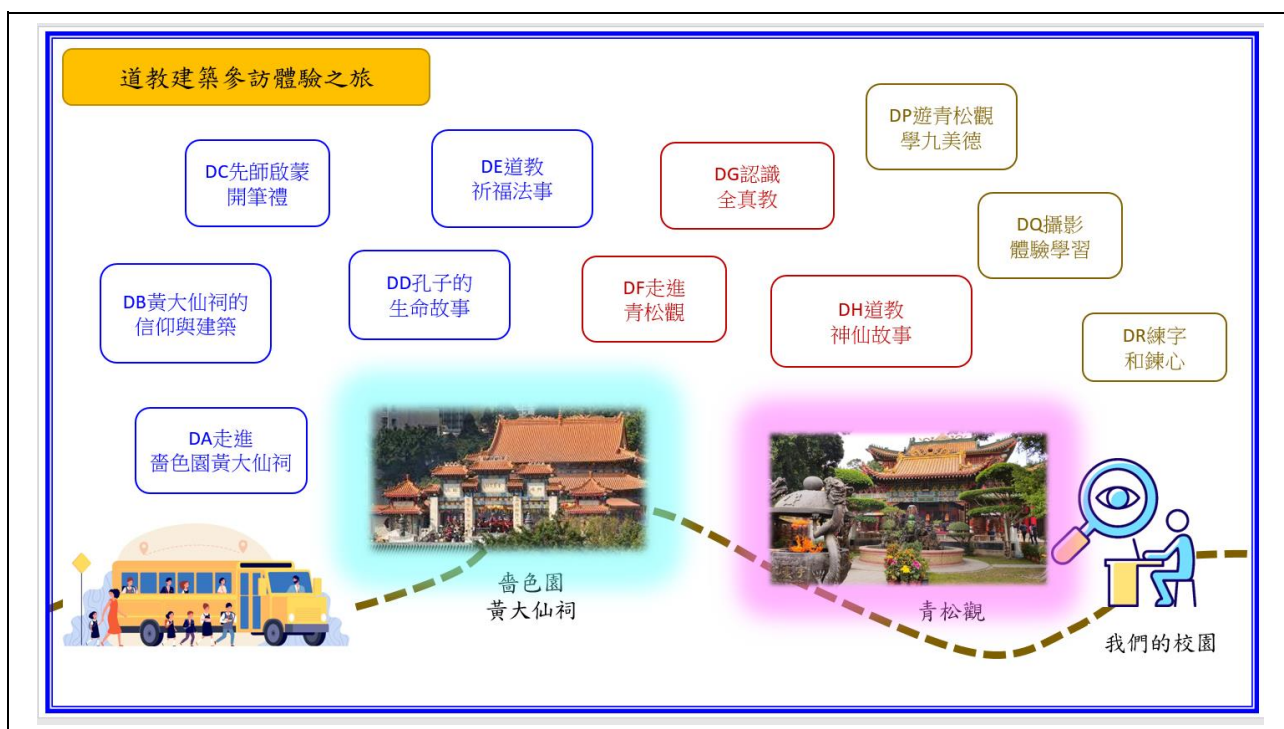 道教建築參訪體驗之旅
DP遊青松觀
學九美德
DC先師啟蒙
開筆禮
DE道教
祈福法事
DG認識
全真教
DQ攝影
體驗學習
DB黃大仙祠的
信仰與建築
DD孔子的
生命故事
DF走進
青松觀
DH道教
神仙故事
DR練字
和鍊心
DA走進
嗇色園黃大仙祠
嗇色園
黃大仙祠
青松觀
我們的校園